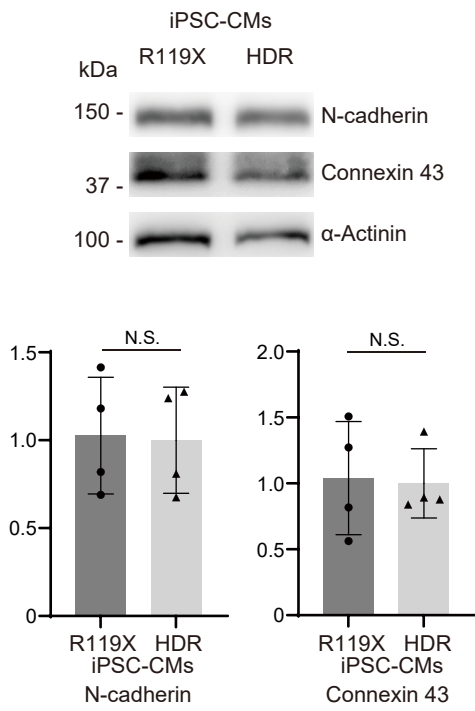 iPSC-CMs
kDa R119X HDR
150 - N-cadherin
37 - Connexin 43
100 - α-Actinin
N.S.
1.5
1.0
0.5
0
R119X HDR
iPSC-CMs
N-cadherin
N.S.
2.0
1.5
1.0
0.5
0
R119X HDR
iPSC-CMs
Connexin 43